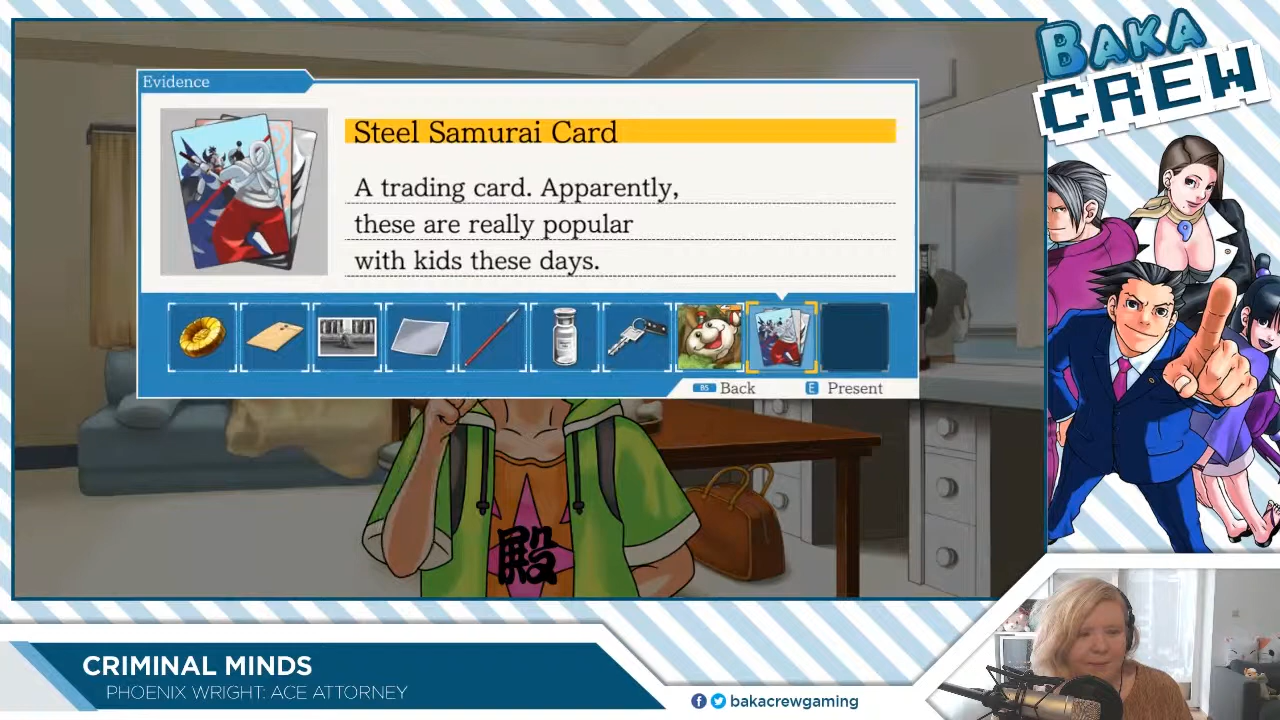 BAKA
CREW
Evidence
Steel Samurai Card
A trading card. Apparently,
these are really popular
with kids these days.
BS Back
E Present
殿
CRIMINAL MINDS
PHOENIX WRIGHT: ACE ATTORNEY
bakacrewgaming